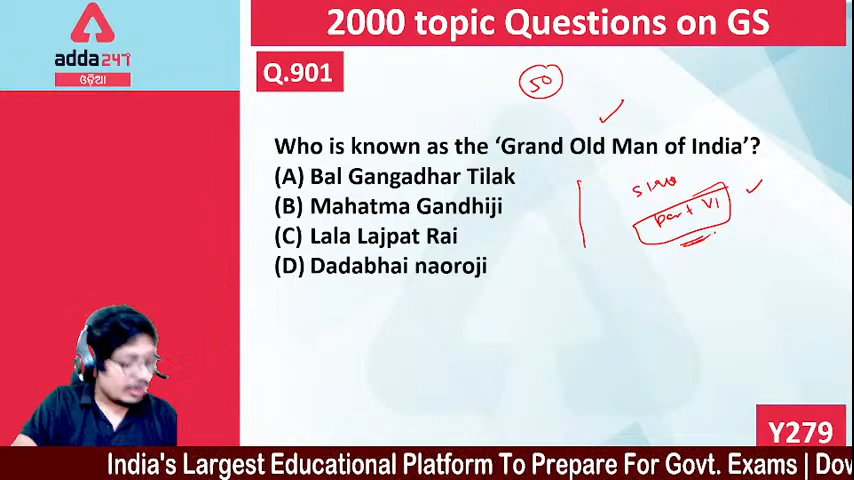 2000 topic Questions on GS
adda247
ଓଡ଼ିଆ
Q.901
50
Who is known as the ‘Grand Old Man of India’?
(A) Bal Gangadhar Tilak
(B) Mahatma Gandhiji
(C) Lala Lajpat Rai
(D) Dadabhai naoroji
Part VI
Y279
India's Largest Educational Platform To Prepare For Govt. Exams | Dov